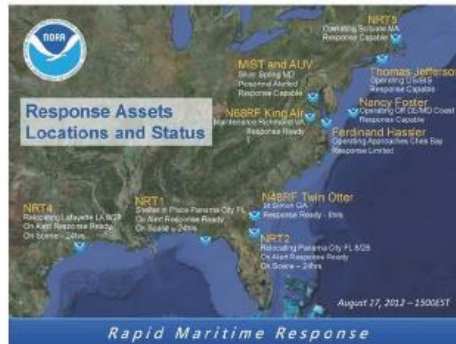 NOAA
NRT5
Operating Scituate MA
Response Capable
MIST and AUV
Silver Spring MD
Personnel Alerted
Response Capable
Thomas Jefferson
Response Capable
Response Assets
Locations and Status
N68RF King Air
Maintenance Richmond VA
Response Ready
Nancy Foster
Operating Off DE/MD Coast
Response Capable
Ferdinand Hassler
Operating Approaches Ches Bay
Response Limited
NRT4
Relocating Lafayette LA 8/28
On Alert Response Ready
On Scene – 24hrs
NRT1
Shelter in Place Panama City FL
On Alert Response Ready
On Scene – 24hrs
N48RF Twin Otter
St Simon GA
Response Ready - 6hrs
NRT2
Relocating Panama City FL 8/28
On Alert Response Ready
On Scene – 24hrs
August 27, 2012 – 1500EST
Rapid Maritime Response